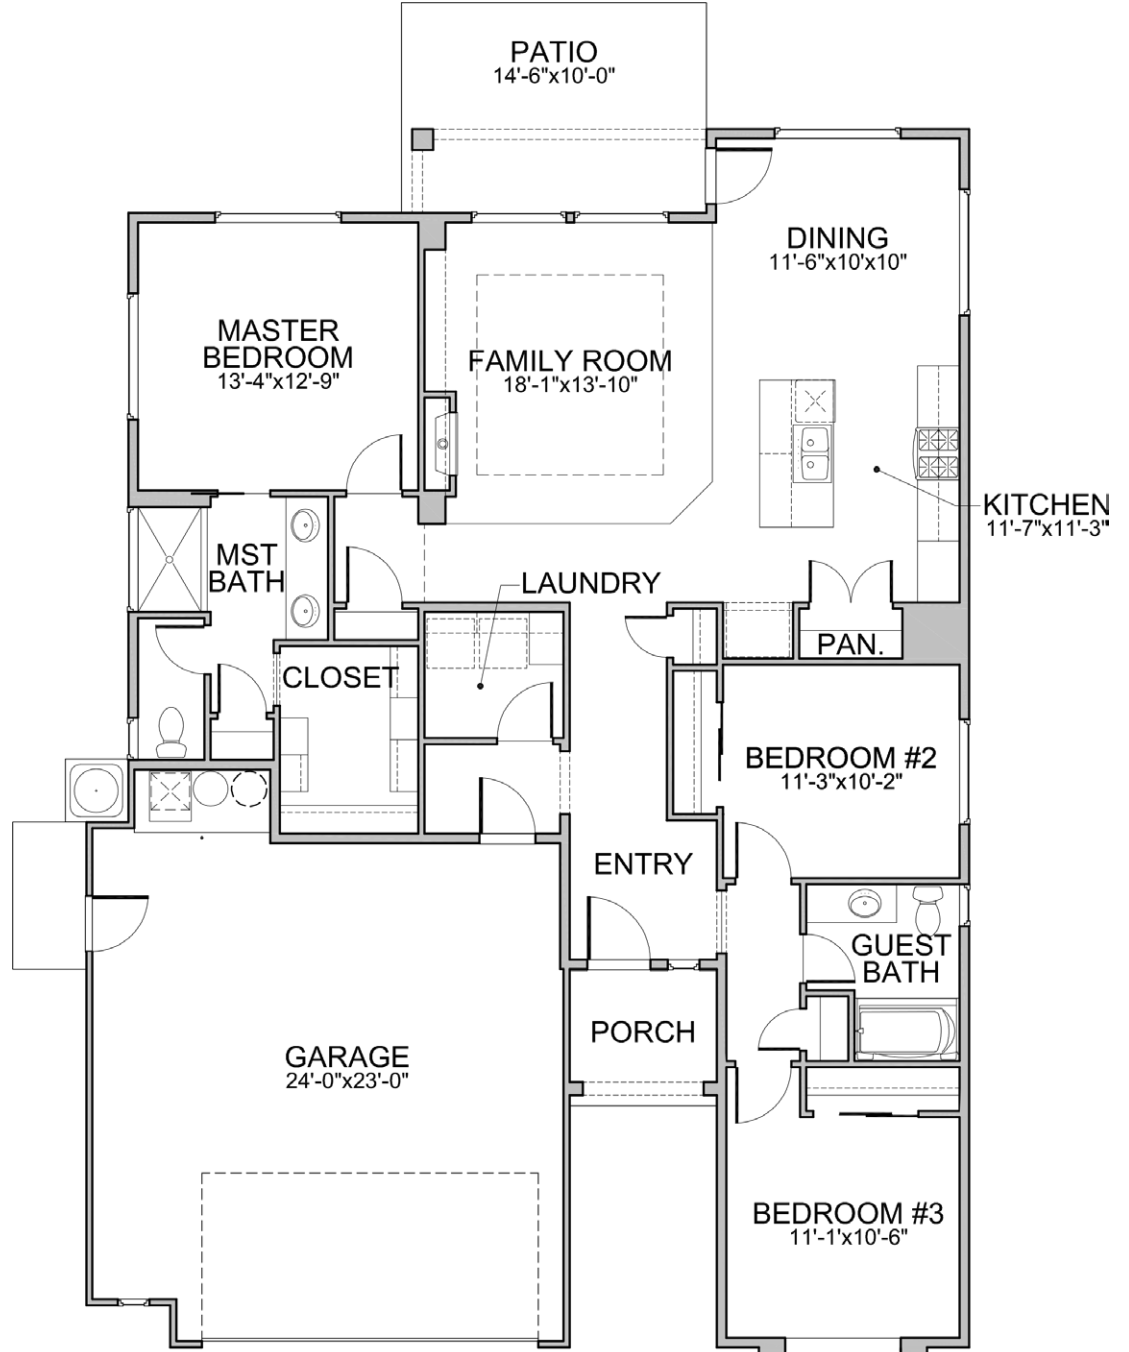 PATIO
14'-6"x10'-0"
DINING
11'-6"x10'x10"
MASTER
BEDROOM
13'-4"x12'-9"
FAMILY ROOM
18'-1"x13'-10"
KITCHEN
11'-7"x11'-3"
MST
BATH
LAUNDRY
PAN.
CLOSET
BEDROOM #2
11'-3"x10'-2"
ENTRY
GUEST
BATH
PORCH
GARAGE
24'-0"x23'-0"
BEDROOM #3
11'-1'x10'-6"